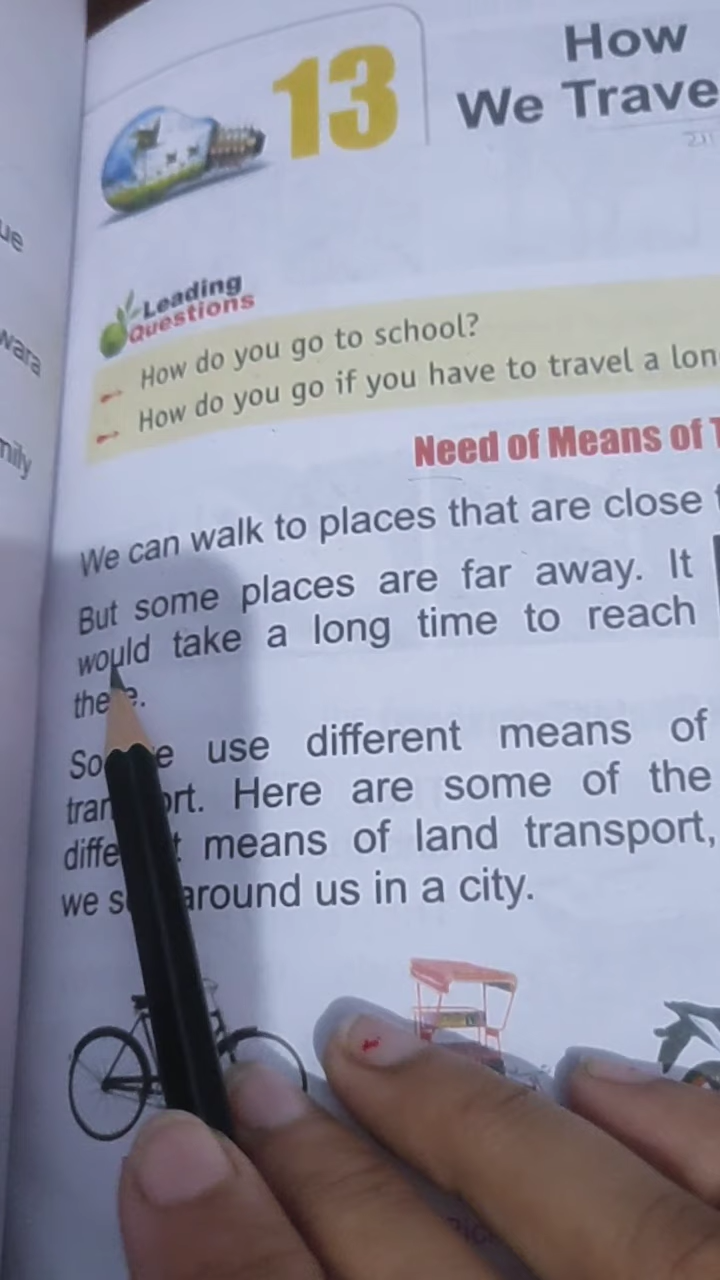 13
How
We Trave
Leading
Questions
How do you go to school?
How do you go if you have to travel a lon
Need of Means of T
We can walk to places that are close
But some places are far away. It
would take a long time to reach
use different means of
Here are some of the
means of land transport,
we around us in a city.